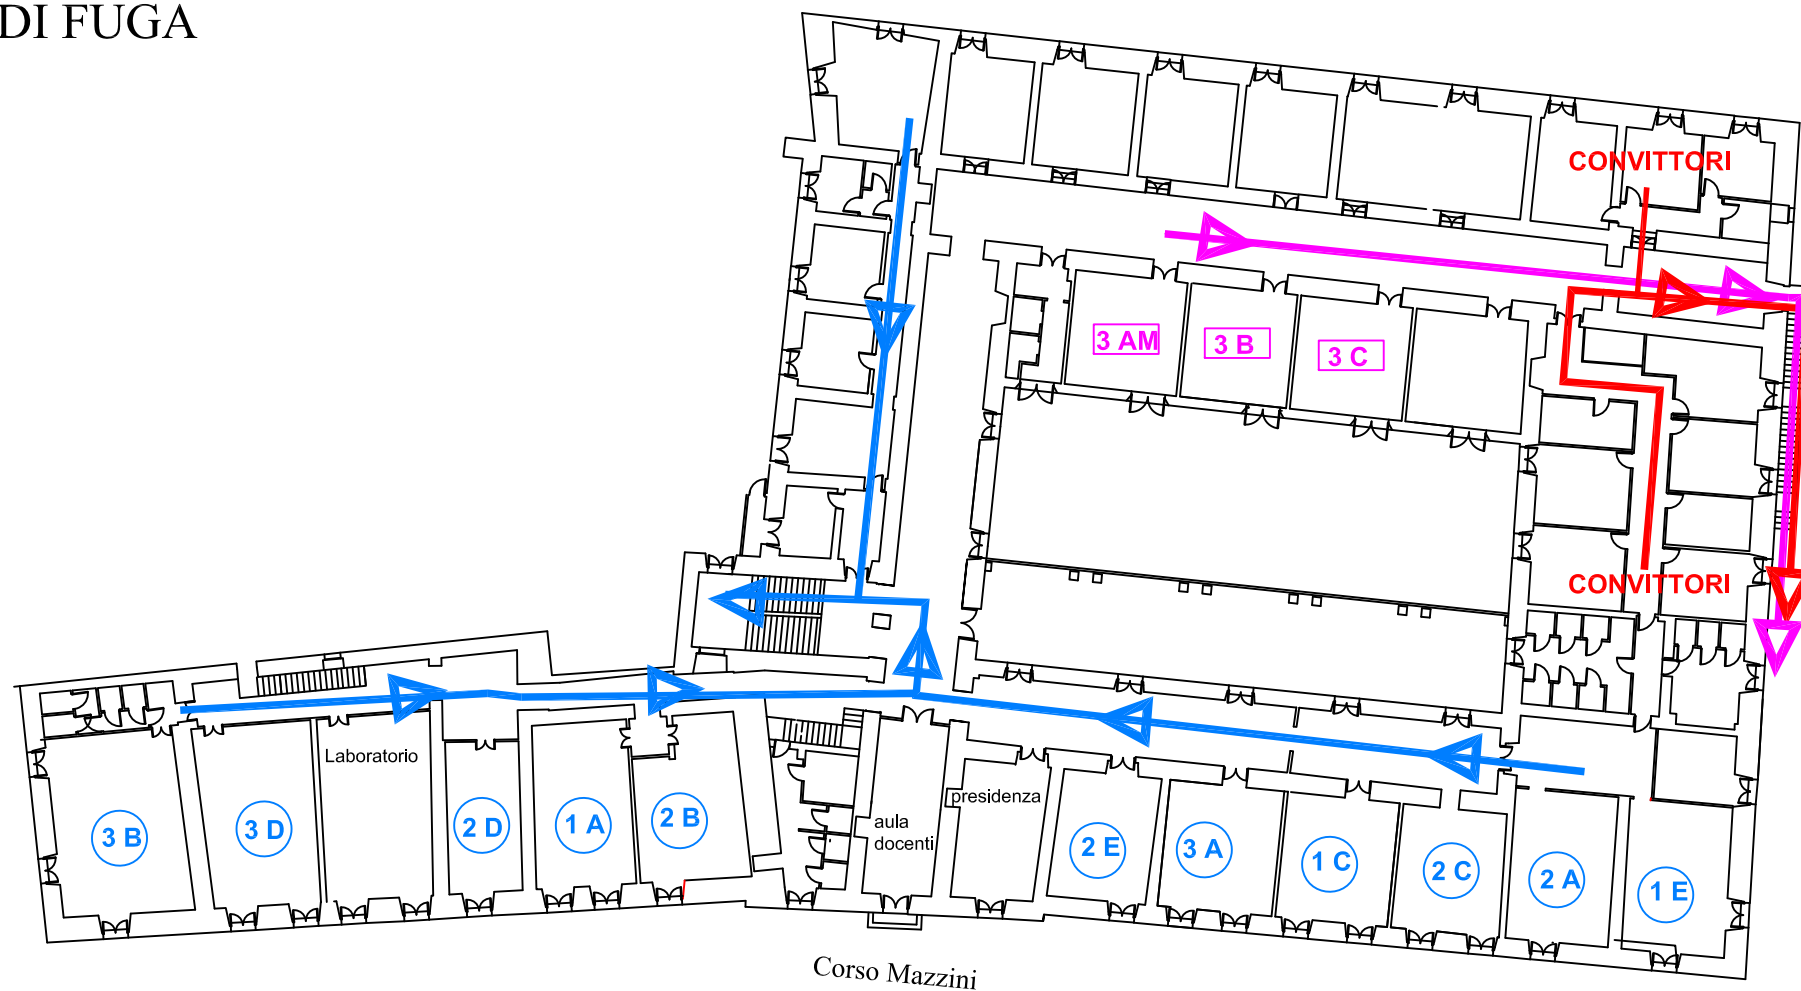 DI FUGA
CONVITTORI
3 AM
3 B
3 C
CONVITTORI
Laboratorio
presidenza
aula
docenti
3 B
3 D
2 D
1 A
2 B
2 E
3 A
1 C
2 C
2 A
1 E
Corso Mazzini